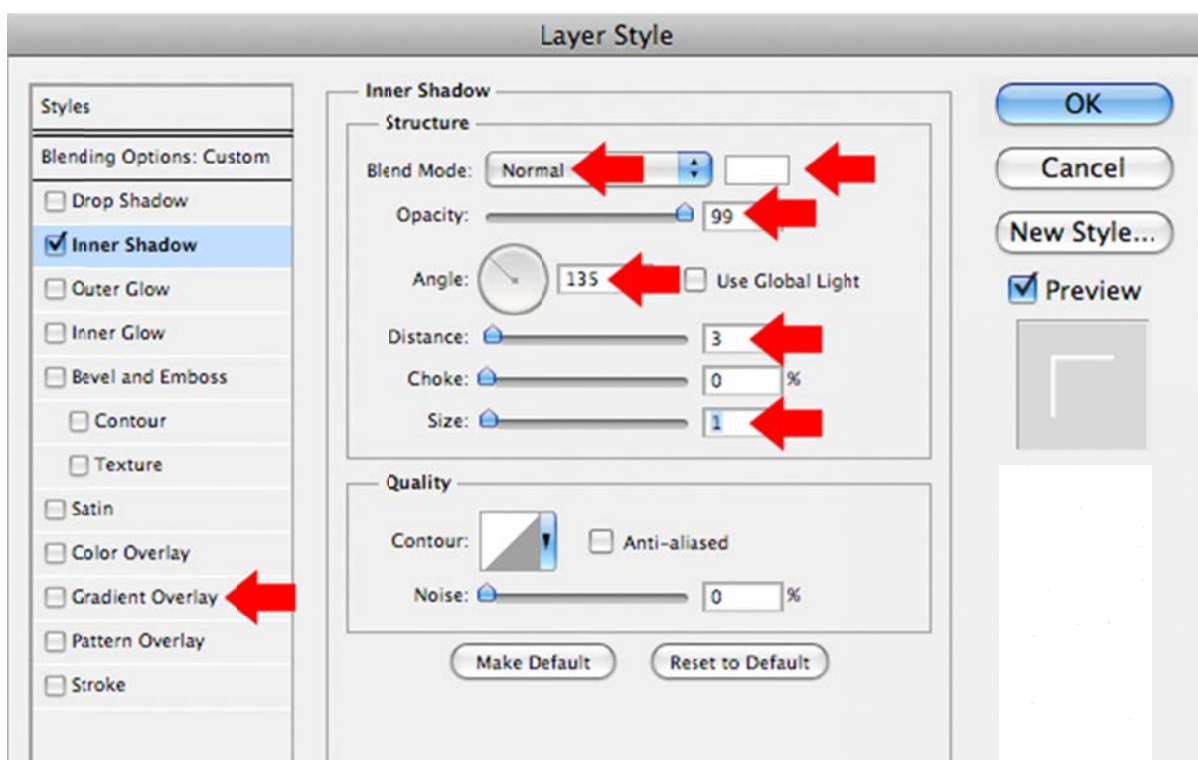 Layer Style
Styles
Blending Options: Custom
Drop Shadow
Inner Shadow
Outer Glow
Inner Glow
Bevel and Emboss
Contour
Texture
Satin
Color Overlay
Gradient Overlay
Pattern Overlay
Stroke
Inner Shadow
Structure
Blend Mode: Normal
Opacity: 99
Angle: 135 Use Global Light
Distance: 3
Choke: 0 %
Size: 1
Quality
Contour: Anti-aliased
Noise: 0 %
Make Default Reset to Default
OK
Cancel
New Style...
Preview